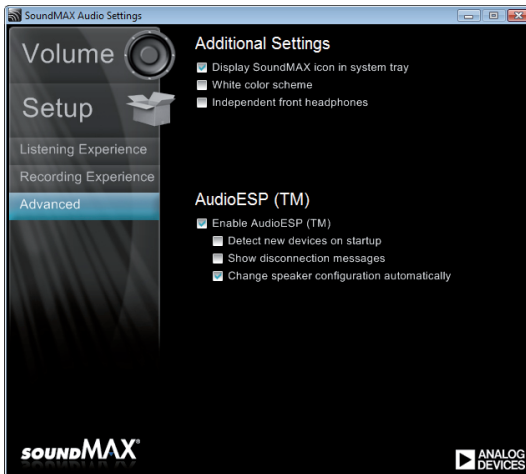 SoundMAX Audio Settings
Volume
Setup
Listening Experience
Recording Experience
Advanced
Additional Settings
Display SoundMAX icon in system tray
White color scheme
Independent front headphones
AudioESP (TM)
Enable AudioESP (TM)
Detect new devices on startup
Show disconnection messages
Change speaker configuration automatically
SOUNDMAX®
ANALOG
DEVICES